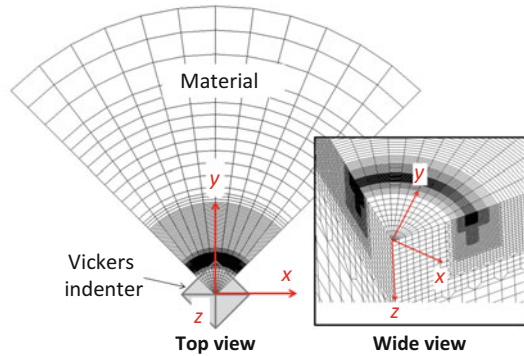 Material
y
Vickers
indenter
x
z
Top view
y
x
z
Wide view